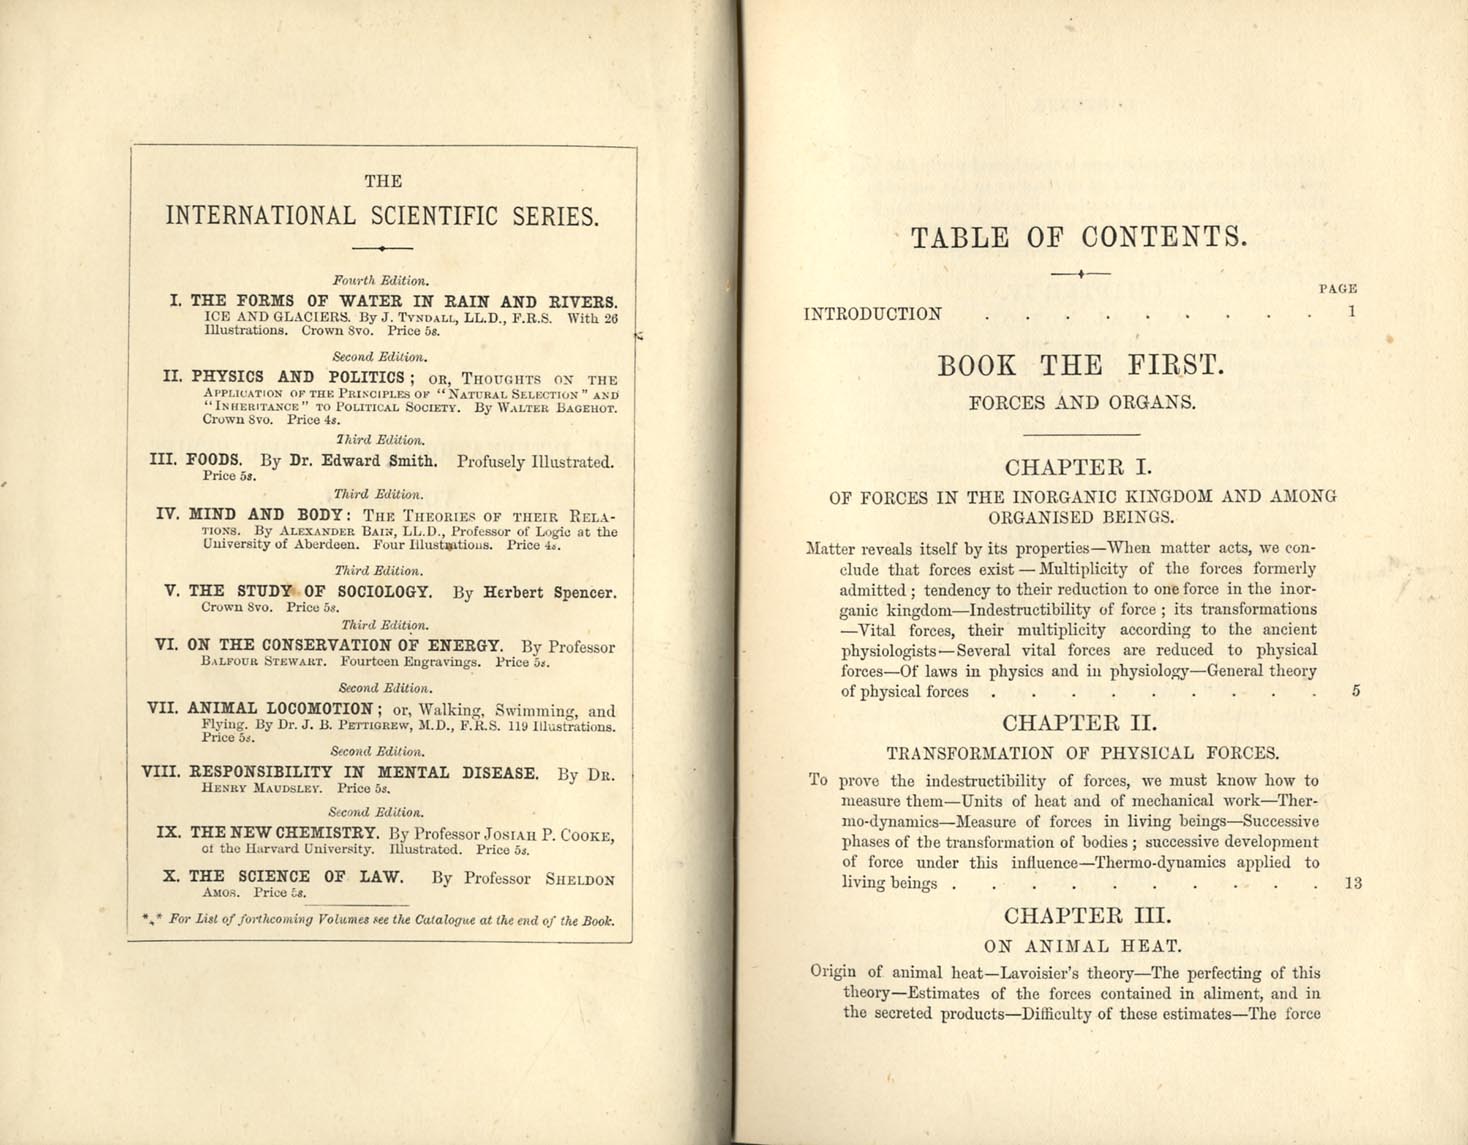 THE
INTERNATIONAL SCIENTIFIC SERIES.
Fourth Edition.
I. THE FORMS OF WATER IN RAIN AND RIVERS.
ICE AND GLACIERS. By J. TYNDALL, LL.D., F.R.S. With 26
Illustrations. Crown 8vo. Price 5s.
Second Edition.
II. PHYSICS AND POLITICS; OR, THOUGHTS ON THE
APPLICATION OF THE PRINCIPLES OF "NATURAL SELECTION" AND
"INHERITANCE" TO POLITICAL SOCIETY. By WALTER BAGEHOT.
Crown 8vo. Price 4s.
Third Edition.
III. FOODS. By Dr. Edward Smith. Profusely Illustrated.
Price 5s.
Third Edition.
IV. MIND AND BODY: THE THEORIES OF THEIR RELA-
TIONS. By ALEXANDER BAIN, LL.D., Professor of Logic at the
University of Aberdeen. Four Illustrations. Price 4s.
Third Edition.
V. THE STUDY OF SOCIOLOGY. By Herbert Spencer.
Crown 8vo. Price 5s.
Third Edition.
VI. ON THE CONSERVATION OF ENERGY. By Professor
BALFOUR STEWART. Fourteen Engravings. Price 5s.
Second Edition.
VII. ANIMAL LOCOMOTION; or, Walking, Swimming, and
Flying. By Dr. J. B. PETTIGREW, M.D., F.R.S. 119 Illustrations.
Price 5s.
Second Edition.
VIII. RESPONSIBILITY IN MENTAL DISEASE. By DR.
HENRY MAUDSLEY. Price 5s.
Second Edition.
IX. THE NEW CHEMISTRY. By Professor JOSIAH P. COOKE,
of the Harvard University. Illustrated. Price 5s.
X. THE SCIENCE OF LAW. By Professor SHELDON
AMOS. Price 5s.
*** For List of forthcoming Volumes see the Catalogue at the end of the Book.
TABLE OF CONTENTS.
PAGE
INTRODUCTION . . . . . . . . . 1
BOOK THE FIRST.
FORCES AND ORGANS.
CHAPTER I.
OF FORCES IN THE INORGANIC KINGDOM AND AMONG
ORGANISED BEINGS.
Matter reveals itself by its properties—When matter acts, we con-
clude that forces exist—Multiplicity of the forces formerly
admitted; tendency to their reduction to one force in the inor-
ganic kingdom—Indestructibility of force; its transformations
—Vital forces, their multiplicity according to the ancient
physiologists—Several vital forces are reduced to physical
forces—Of laws in physics and in physiology—General theory
of physical forces . . . . . . . . . 5
CHAPTER II.
TRANSFORMATION OF PHYSICAL FORCES.
To prove the indestructibility of forces, we must know how to
measure them—Units of heat and of mechanical work—Ther-
mo-dynamics—Measure of forces in living beings—Successive
phases of the transformation of bodies; successive development
of force under this influence—Thermo-dynamics applied to
living beings . . . . . . . . . . 13
CHAPTER III.
ON ANIMAL HEAT.
Origin of animal heat—Lavoisier's theory—The perfecting of this
theory—Estimates of the forces contained in aliment, and in
the secreted products—Difficulty of these estimates—The force